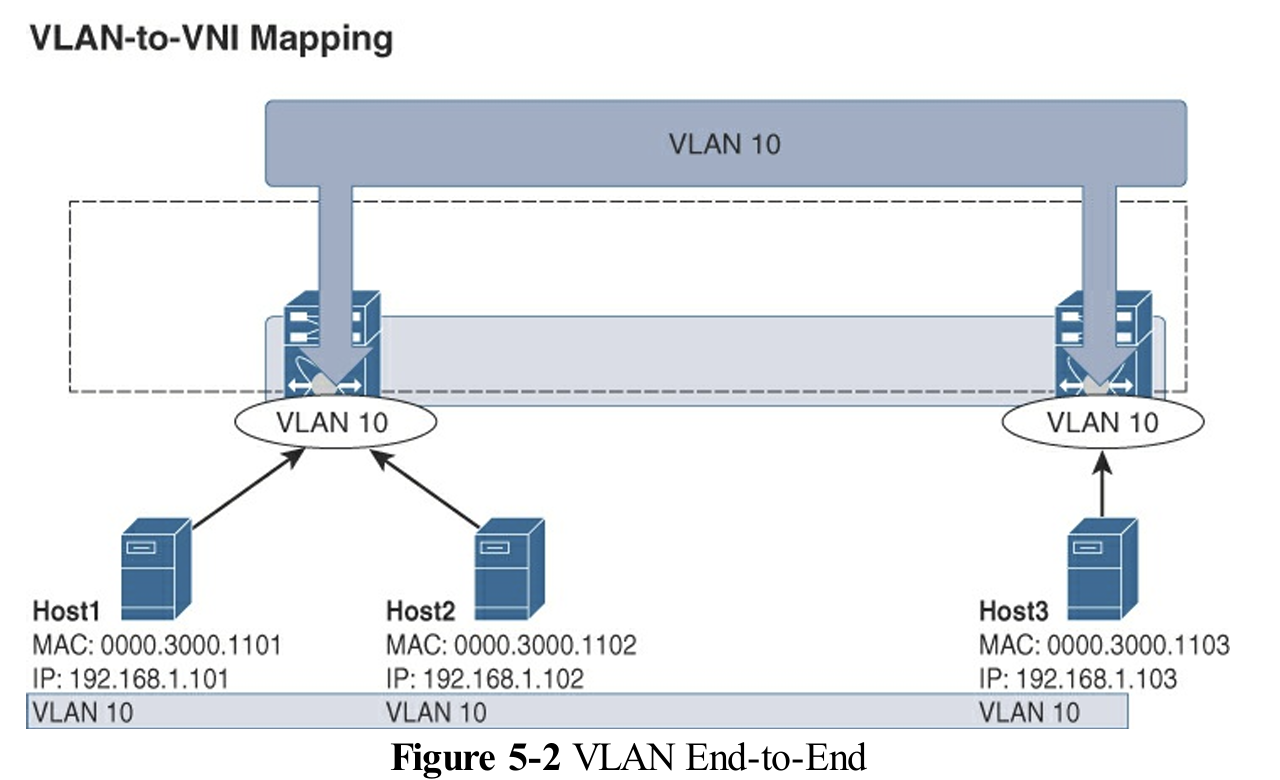 VLAN-to-VNI Mapping
VLAN 10
VLAN 10
VLAN 10
Host1
MAC: 0000.3000.1101
IP: 192.168.1.101
VLAN 10
Host2
MAC: 0000.3000.1102
IP: 192.168.1.102
VLAN 10
Host3
MAC: 0000.3000.1103
IP: 192.168.1.103
VLAN 10
Figure 5-2 VLAN End-to-End